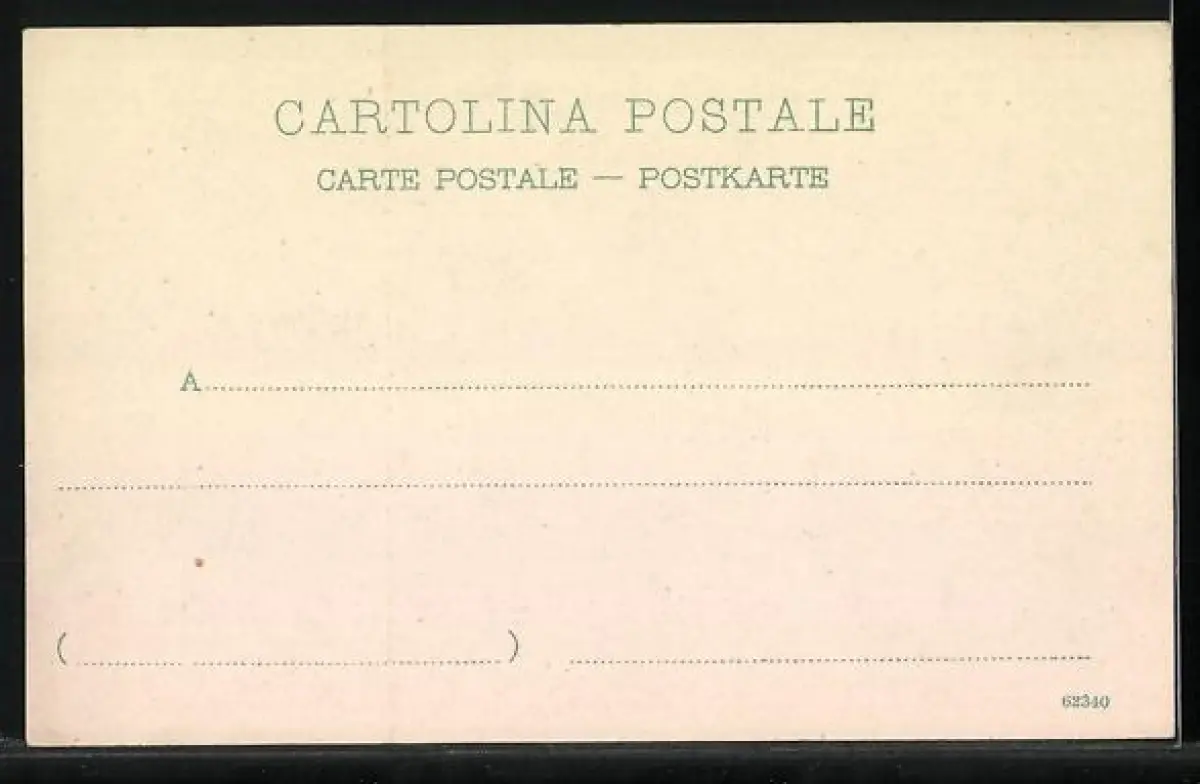 CARTOLINA POSTALE
CARTE POSTALE — POSTKARTE
A
( )
62340